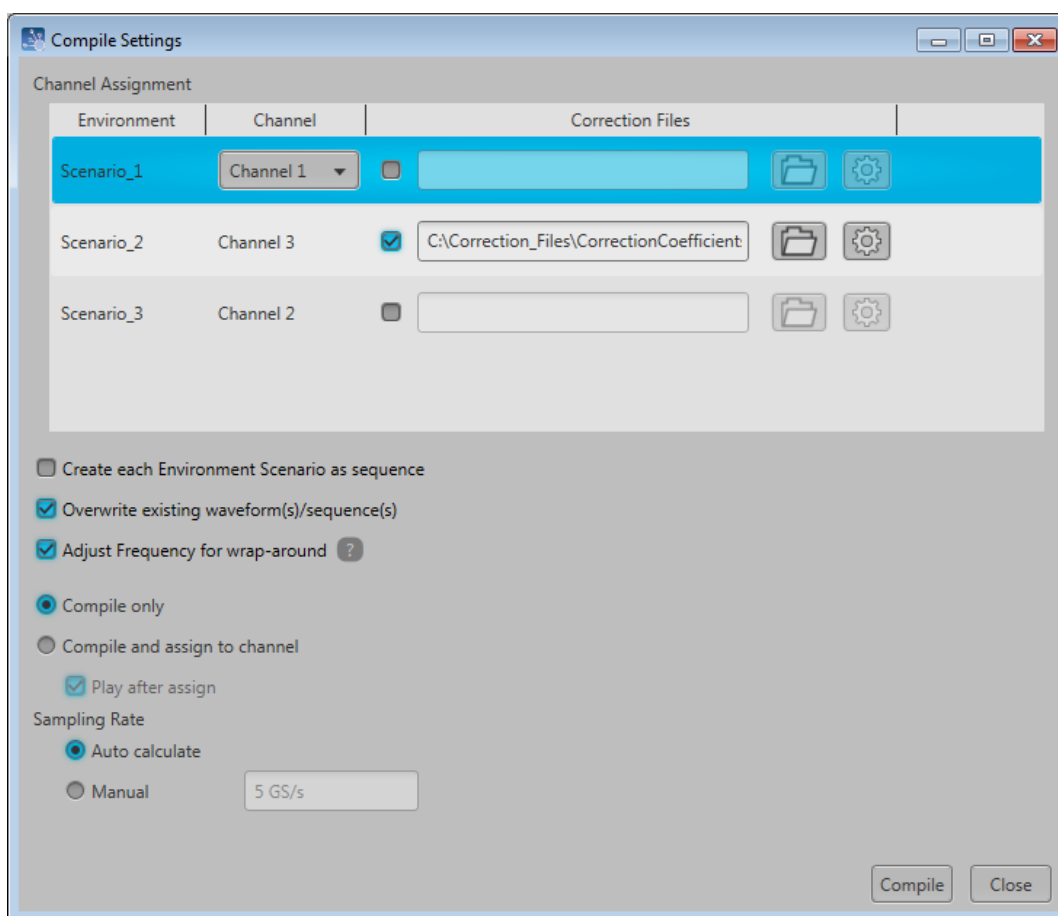 Compile Settings
Channel Assignment
Environment Channel Correction Files
Scenario_1 Channel 1
Scenario_2 Channel 3 C:\Correction_Files\CorrectionCoefficient
Scenario_3 Channel 2
Create each Environment Scenario as sequence
Overwrite existing waveform(s)/sequence(s)
Adjust Frequency for wrap-around ?
Compile only
Compile and assign to channel
Play after assign
Sampling Rate
Auto calculate
Manual 5 GS/s
Compile Close